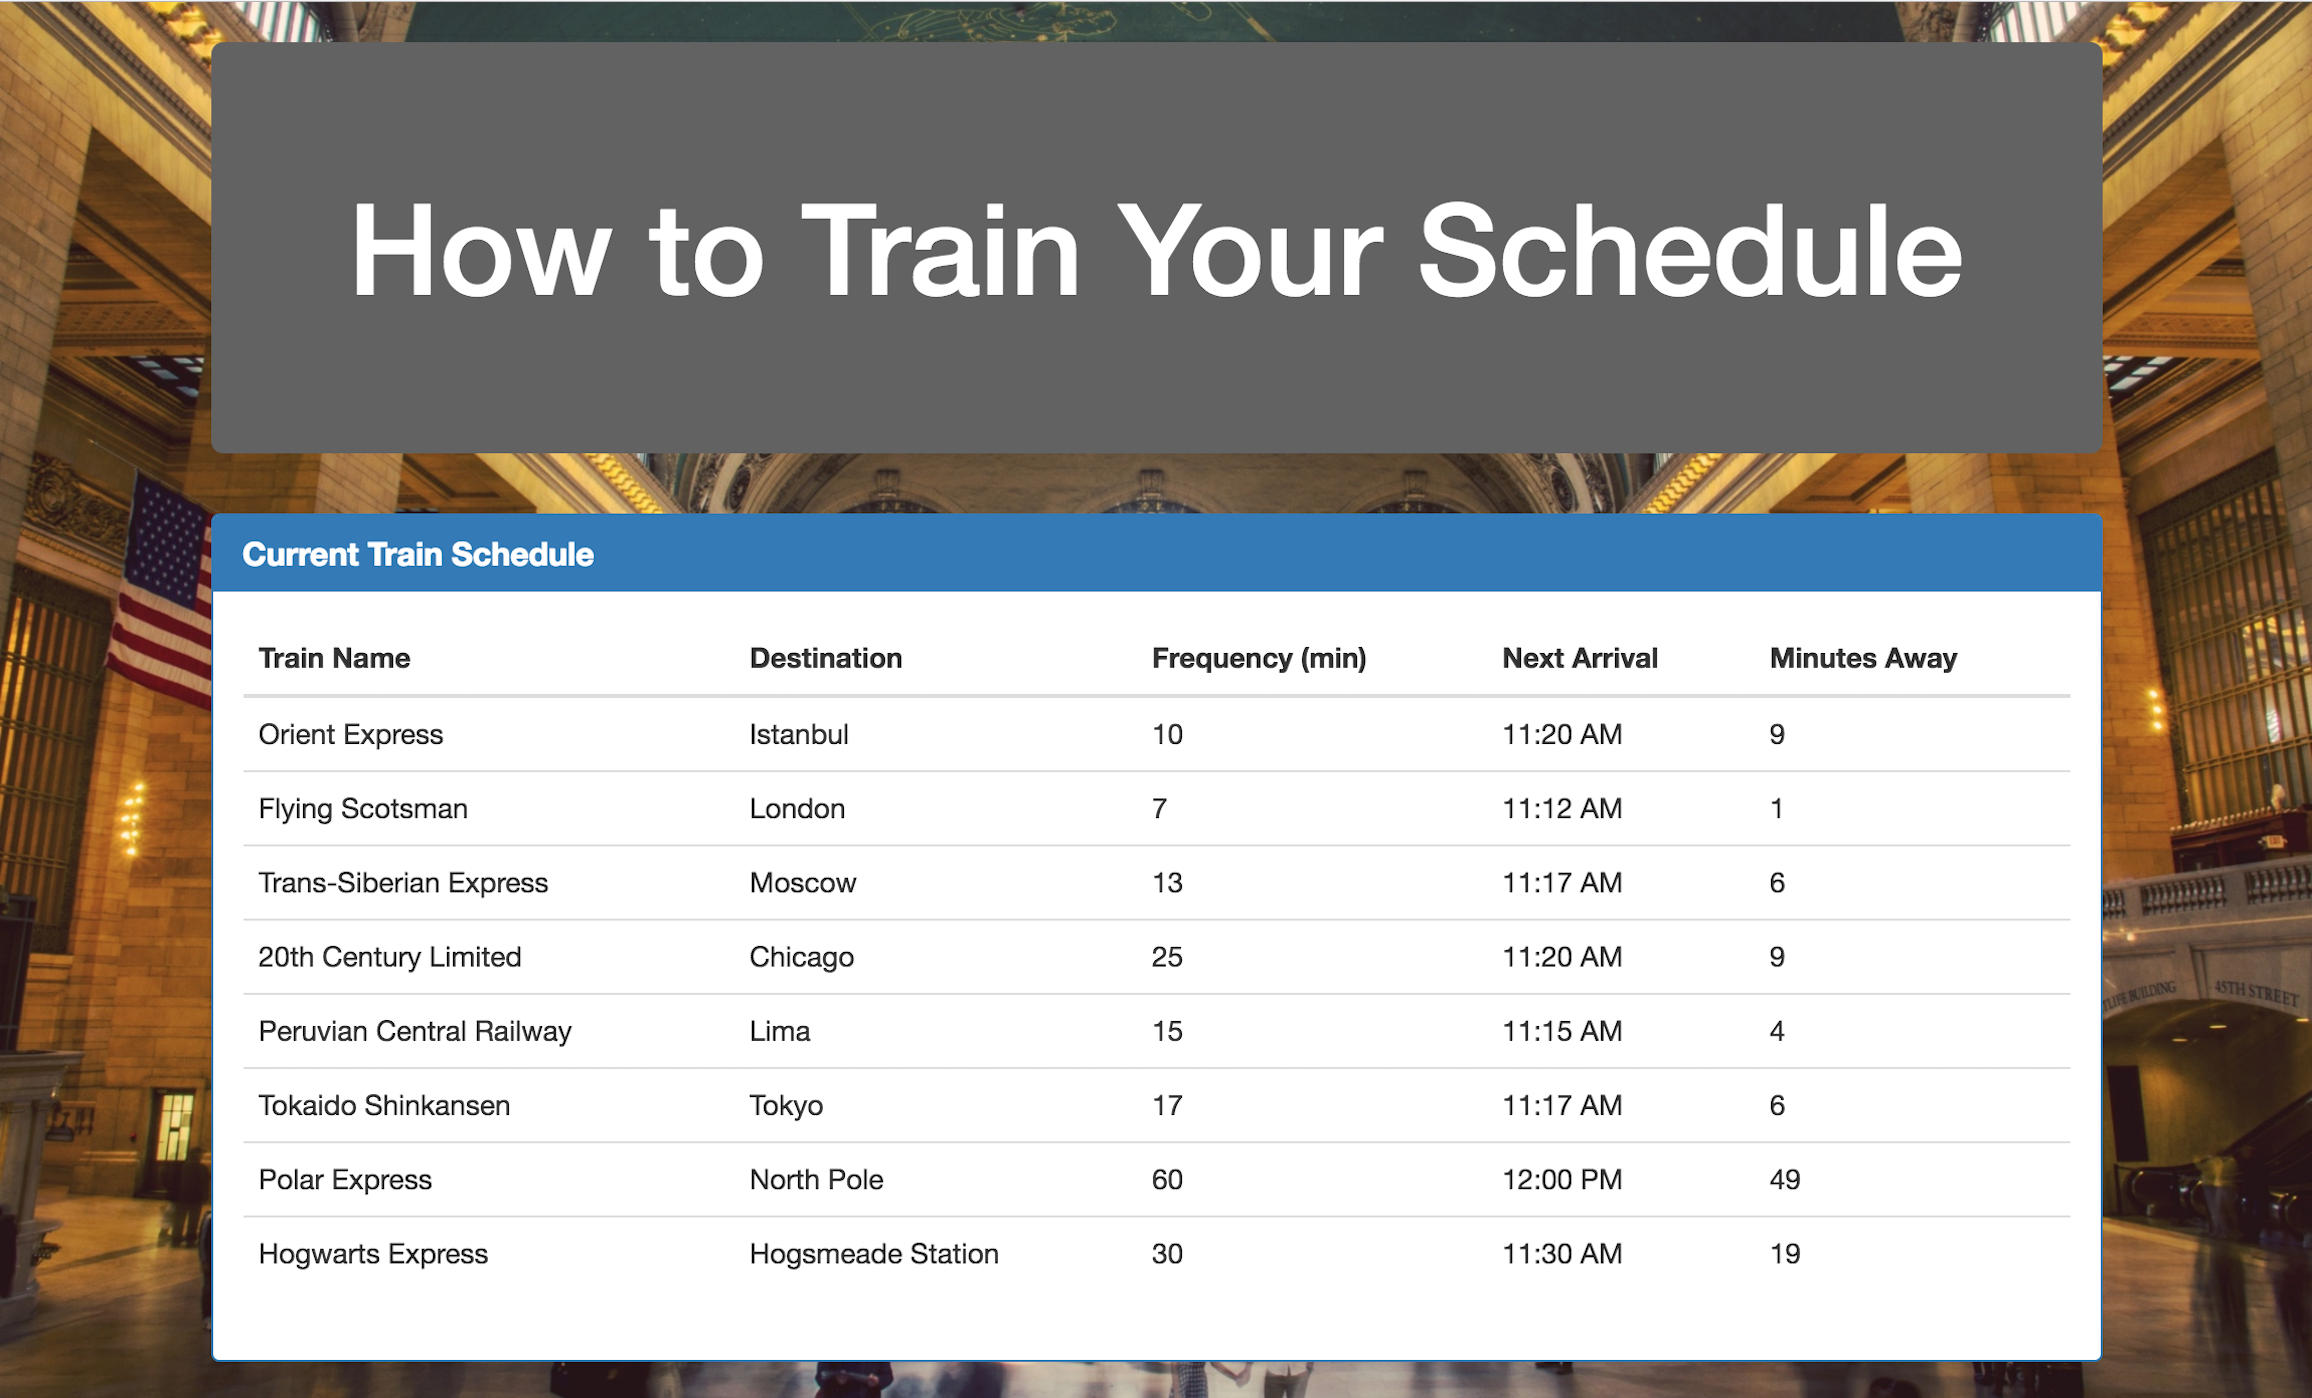 How to Train Your Schedule
Current Train Schedule
Train Name Destination Frequency (min) Next Arrival Minutes Away
Orient Express Istanbul 10 11:20 AM 9
Flying Scotsman London 7 11:12 AM 1
Trans-Siberian Express Moscow 13 11:17 AM 6
20th Century Limited Chicago 25 11:20 AM 9
Peruvian Central Railway Lima 15 11:15 AM 4
Tokaido Shinkansen Tokyo 17 11:17 AM 6
Polar Express North Pole 60 12:00 PM 49
Hogwarts Express Hogsmeade Station 30 11:30 AM 19
EXIT
BUILDING 45TH STREET